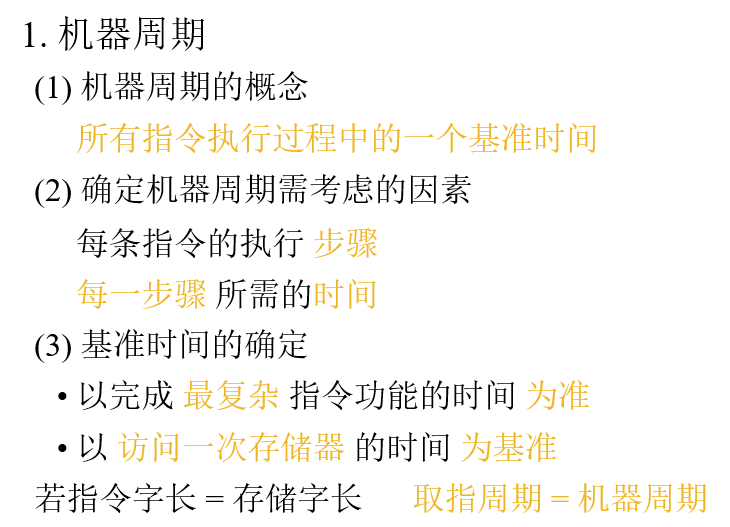 1. 机器周期
(1) 机器周期的概念
所有指令执行过程中的一个基准时间
(2) 确定机器周期需考虑的因素
每条指令的执行 步骤
每一步骤 所需的时间
(3) 基准时间的确定
• 以完成 最复杂 指令功能的时间 为准
• 以 访问一次存储器 的时间 为基准
若指令字长 = 存储字长 取指周期 = 机器周期